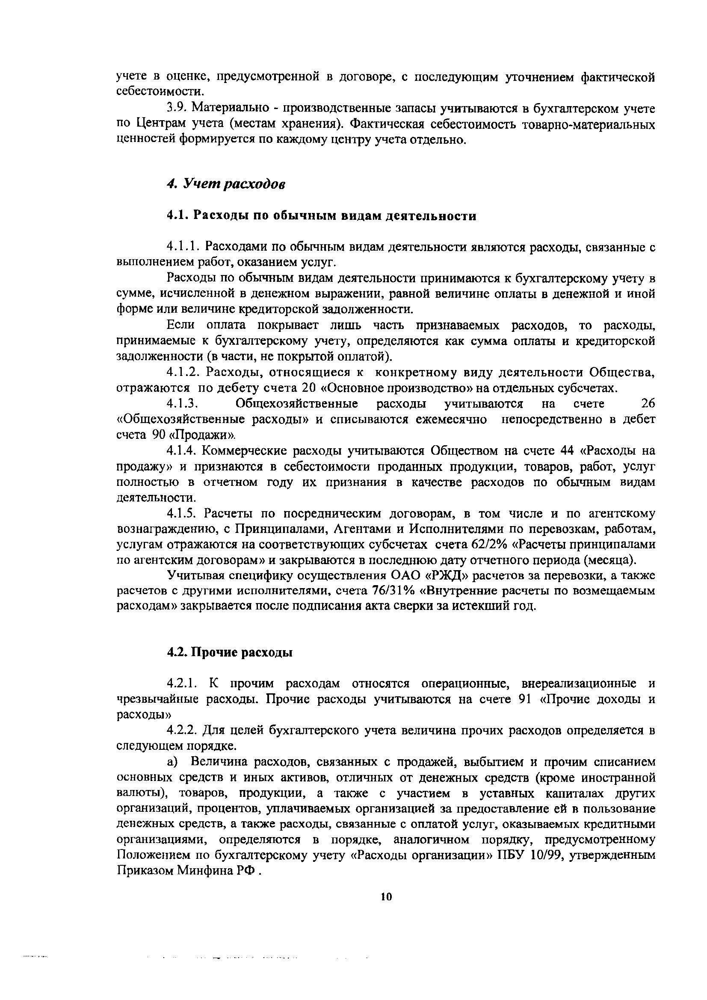 учете в оценке, предусмотренной в договоре, с последующим уточнением фактической
себестоимости.
3.9. Материально - производственные запасы учитываются в бухгалтерском учете
по Центрам учета (местам хранения). Фактическая себестоимость товарно-материальных
ценностей формируется по каждому центру учета отдельно.
4. Учет расходов
4.1. Расходы по обычным видам деятельности
4.1.1. Расходами по обычным видам деятельности являются расходы, связанные с
выполнением работ, оказанием услуг.
Расходы по обычным видам деятельности принимаются к бухгалтерскому учету в
сумме, исчисленной в денежном выражении, равной величине оплаты в денежной и иной
форме или величине кредиторской задолженности.
Если оплата покрывает лишь часть признаваемых расходов, то расходы,
принимаемые к бухгалтерскому учету, определяются как сумма оплаты и кредиторской
задолженности (в части, не покрытой оплатой).
4.1.2. Расходы, относящиеся к конкретному виду деятельности Общества,
отражаются по дебету счета 20 «Основное производство» на отдельных субсчетах.
4.1.3. Общехозяйственные расходы учитываются на счете 26
«Общехозяйственные расходы» и списываются ежемесячно непосредственно в дебет
счета 90 «Продажи».
4.1.4. Коммерческие расходы учитываются Обществом на счете 44 «Расходы на
продажу» и признаются в себестоимости проданных продукции, товаров, работ, услуг
полностью в отчетном году их признания в качестве расходов по обычным видам
деятельности.
4.1.5. Расчеты по посредническим договорам, в том числе и по агентскому
вознаграждению, с Принципалами, Агентами и Исполнителями по перевозкам, работам,
услугам отражаются на соответствующих субсчетах счета 62/2% «Расчеты принципалами
по агентским договорам» и закрываются в последнюю дату отчетного периода (месяца).
Учитывая специфику осуществления ОАО «РЖД» расчетов за перевозки, а также
расчетов с другими исполнителями, счета 76/31% «Внутренние расчеты по возмещаемым
расходам» закрывается после подписания акта сверки за истекший год.
4.2. Прочие расходы
4.2.1. К прочим расходам относятся операционные, внереализационные и
чрезвычайные расходы. Прочие расходы учитываются на счете 91 «Прочие доходы и
расходы»
4.2.2. Для целей бухгалтерского учета величина прочих расходов определяется в
следующем порядке.
а) Величина расходов, связанных с продажей, выбытием и прочим списанием
основных средств и иных активов, отличных от денежных средств (кроме иностранной
валюты), товаров, продукции, а также с участием в уставных капиталах других
организаций, процентов, уплачиваемых организацией за предоставление ей в пользование
денежных средств, а также расходы, связанные с оплатой услуг, оказываемых кредитными
организациями, определяются в порядке, аналогичном порядку, предусмотренному
Положением по бухгалтерскому учету «Расходы организации» ПБУ 10/99, утвержденным
Приказом Минфина РФ .
10